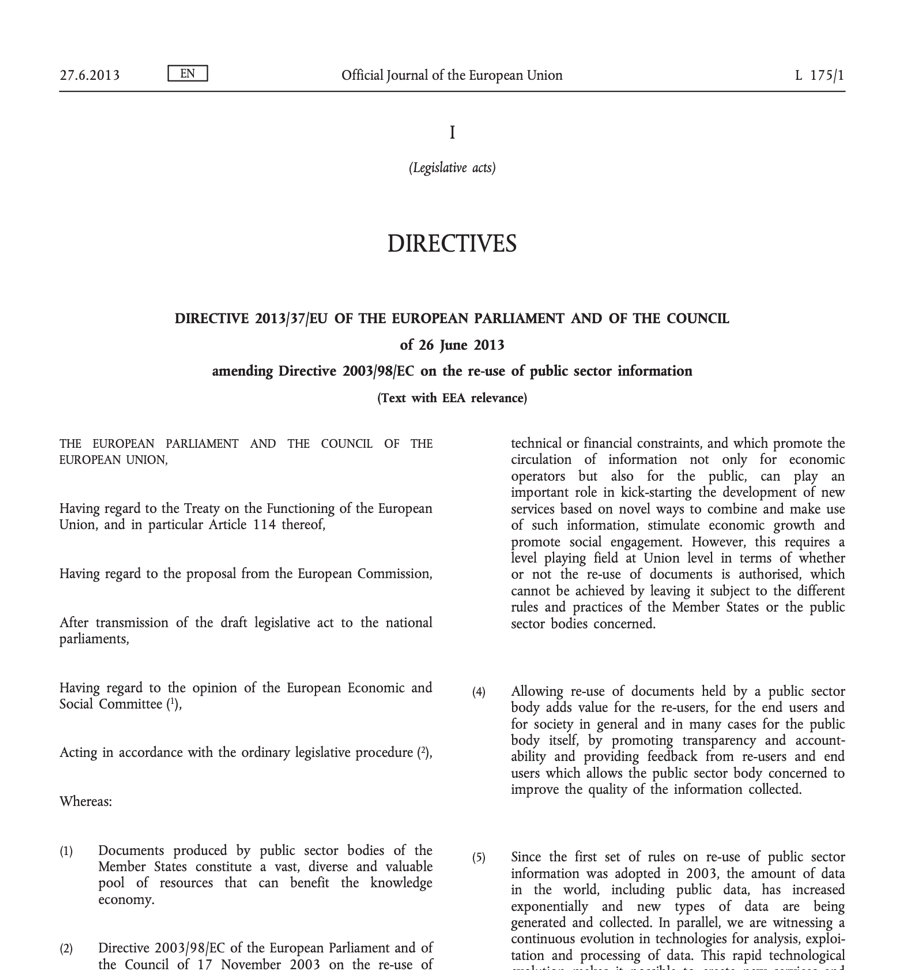 27.6.2013 EN Official Journal of the European Union L 175/1
I
(Legislative acts)
DIRECTIVES
DIRECTIVE 2013/37/EU OF THE EUROPEAN PARLIAMENT AND OF THE COUNCIL
of 26 June 2013
amending Directive 2003/98/EC on the re-use of public sector information
(Text with EEA relevance)
THE EUROPEAN PARLIAMENT AND THE COUNCIL OF THE
EUROPEAN UNION,
Having regard to the Treaty on the Functioning of the European
Union, and in particular Article 114 thereof,
Having regard to the proposal from the European Commission,
After transmission of the draft legislative act to the national
parliaments,
Having regard to the opinion of the European Economic and
Social Committee (¹),
Acting in accordance with the ordinary legislative procedure (²),
Whereas:
(1) Documents produced by public sector bodies of the
Member States constitute a vast, diverse and valuable
pool of resources that can benefit the knowledge
economy.
(2) Directive 2003/98/EC of the European Parliament and of
the Council of 17 November 2003 on the re-use of
technical or financial constraints, and which promote the
circulation of information not only for economic
operators but also for the public, can play an
important role in kick-starting the development of new
services based on novel ways to combine and make use
of such information, stimulate economic growth and
promote social engagement. However, this requires a
level playing field at Union level in terms of whether
or not the re-use of documents is authorised, which
cannot be achieved by leaving it subject to the different
rules and practices of the Member States or the public
sector bodies concerned.
(4) Allowing re-use of documents held by a public sector
body adds value for the re-users, for the end users and
for society in general and in many cases for the public
body itself, by promoting transparency and account-
ability and providing feedback from re-users and end
users which allows the public sector body concerned to
improve the quality of the information collected.
(5) Since the first set of rules on re-use of public sector
information was adopted in 2003, the amount of data
in the world, including public data, has increased
exponentially and new types of data are being
generated and collected. In parallel, we are witnessing a
continuous evolution in technologies for analysis, exploi-
tation and processing of data. This rapid technological